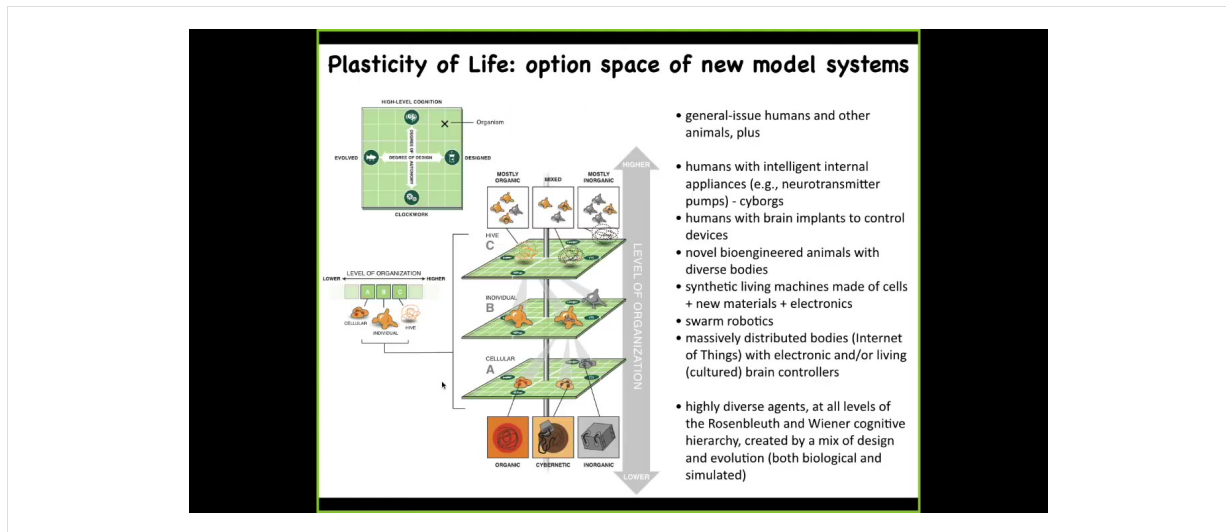 Plasticity of Life: option space of new model systems
HIGH-LEVEL COGNITION
Organism
EVOLVED
DEGREE OF DESIGN
DEGREE OF AUTONOMY
DESIGNED
CLOCKWORK
MOSTLY
ORGANIC
MIXED
MOSTLY
INORGANIC
HIVE
C
LEVEL OF ORGANIZATION
LOWER
HIGHER
A
B
C
CELLULAR
INDIVIDUAL
HIVE
INDIVIDUAL
B
CELLULAR
A
ORGANIC
CYBERNETIC
INORGANIC
HIGHER
LEVEL OF ORGANIZATION
LOWER
• general-issue humans and other
animals, plus
• humans with intelligent internal
appliances (e.g., neurotransmitter
pumps) - cyborgs
• humans with brain implants to control
devices
• novel bioengineered animals with
diverse bodies
• synthetic living machines made of cells
+ new materials + electronics
• swarm robotics
• massively distributed bodies (Internet
of Things) with electronic and/or living
(cultured) brain controllers
• highly diverse agents, at all levels of
the Rosenbleuth and Wiener cognitive
hierarchy, created by a mix of design
and evolution (both biological and
simulated)